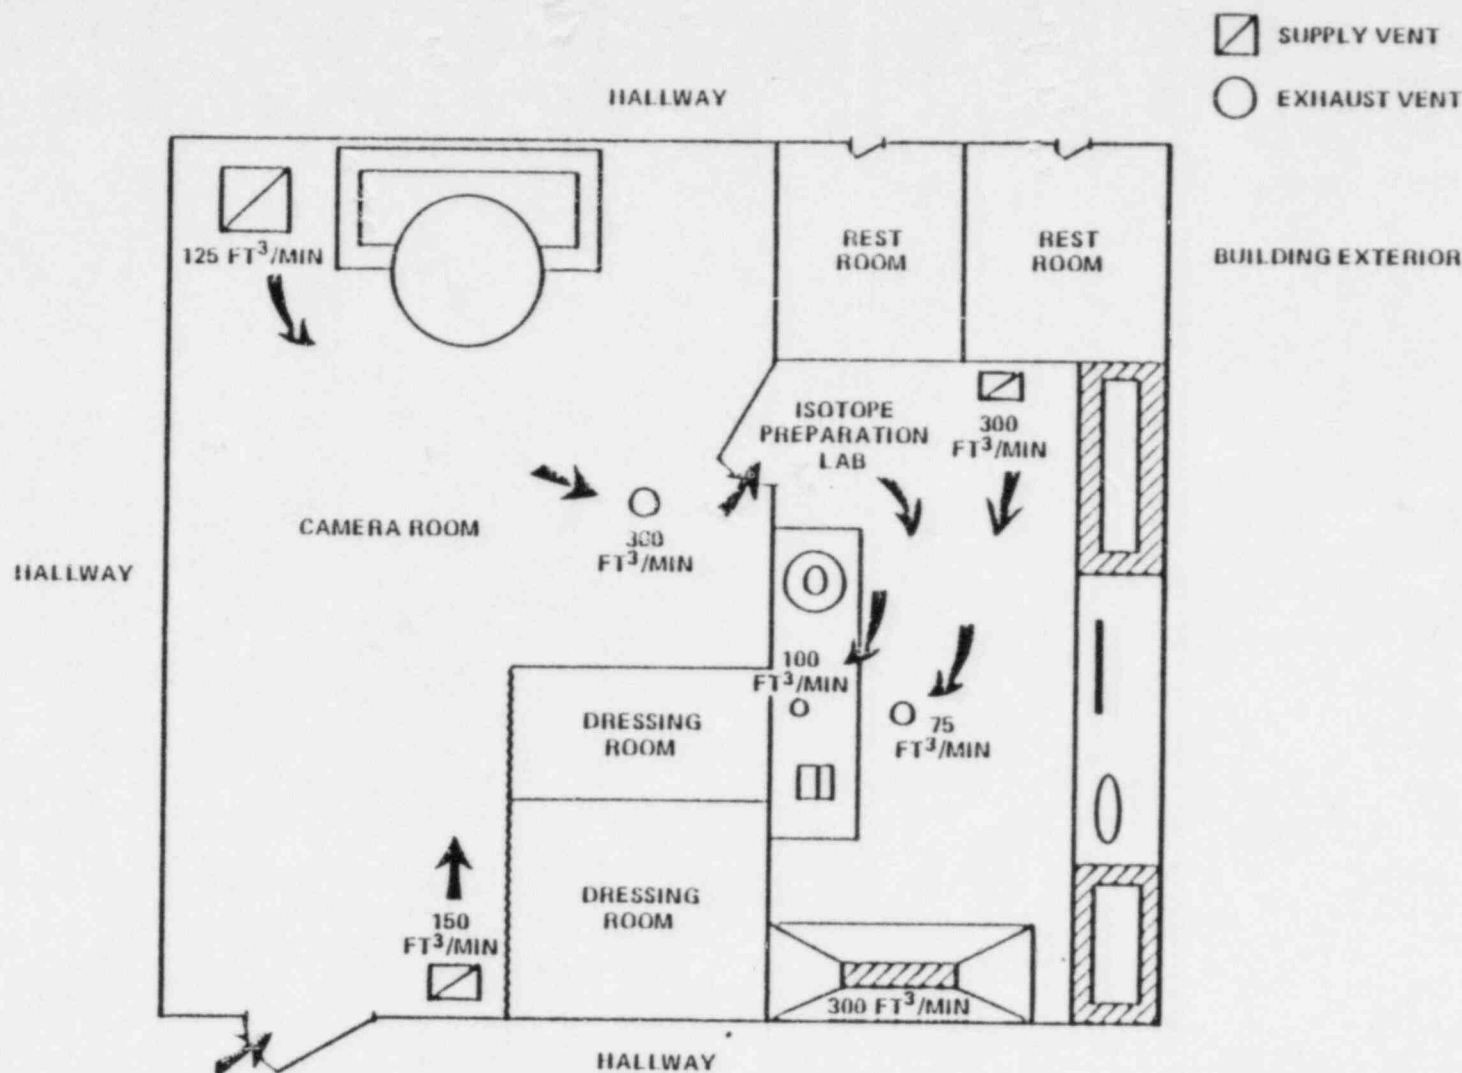 SUPPLY VENT
EXHAUST VENT
HALLWAY
125 FT³/MIN
REST
ROOM
REST
ROOM
BUILDING EXTERIOR
ISOTOPE
PREPARATION
LAB
300
FT³/MIN
CAMERA ROOM
FT³/MIN
HALLWAY
100
FT³/MIN
75
FT³/MIN
DRESSING
ROOM
DRESSING
ROOM
150
FT³/MIN
300 FT³/MIN
HALLWAY